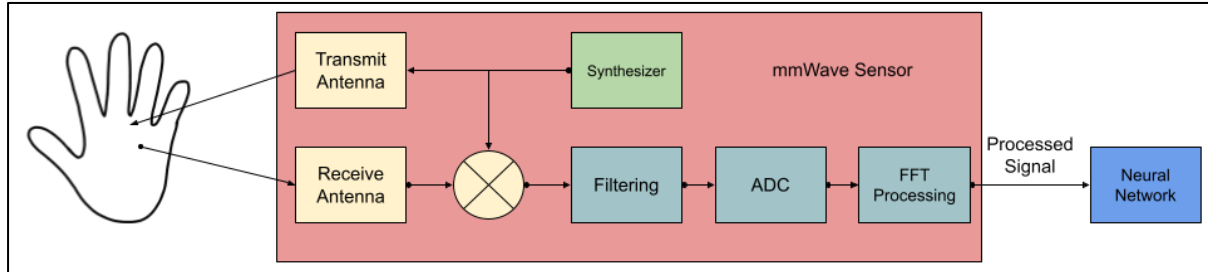 Transmit
Antenna
Synthesizer
mmWave Sensor
Receive
Antenna
Filtering
ADC
FFT
Processing
Processed
Signal
Neural
Network